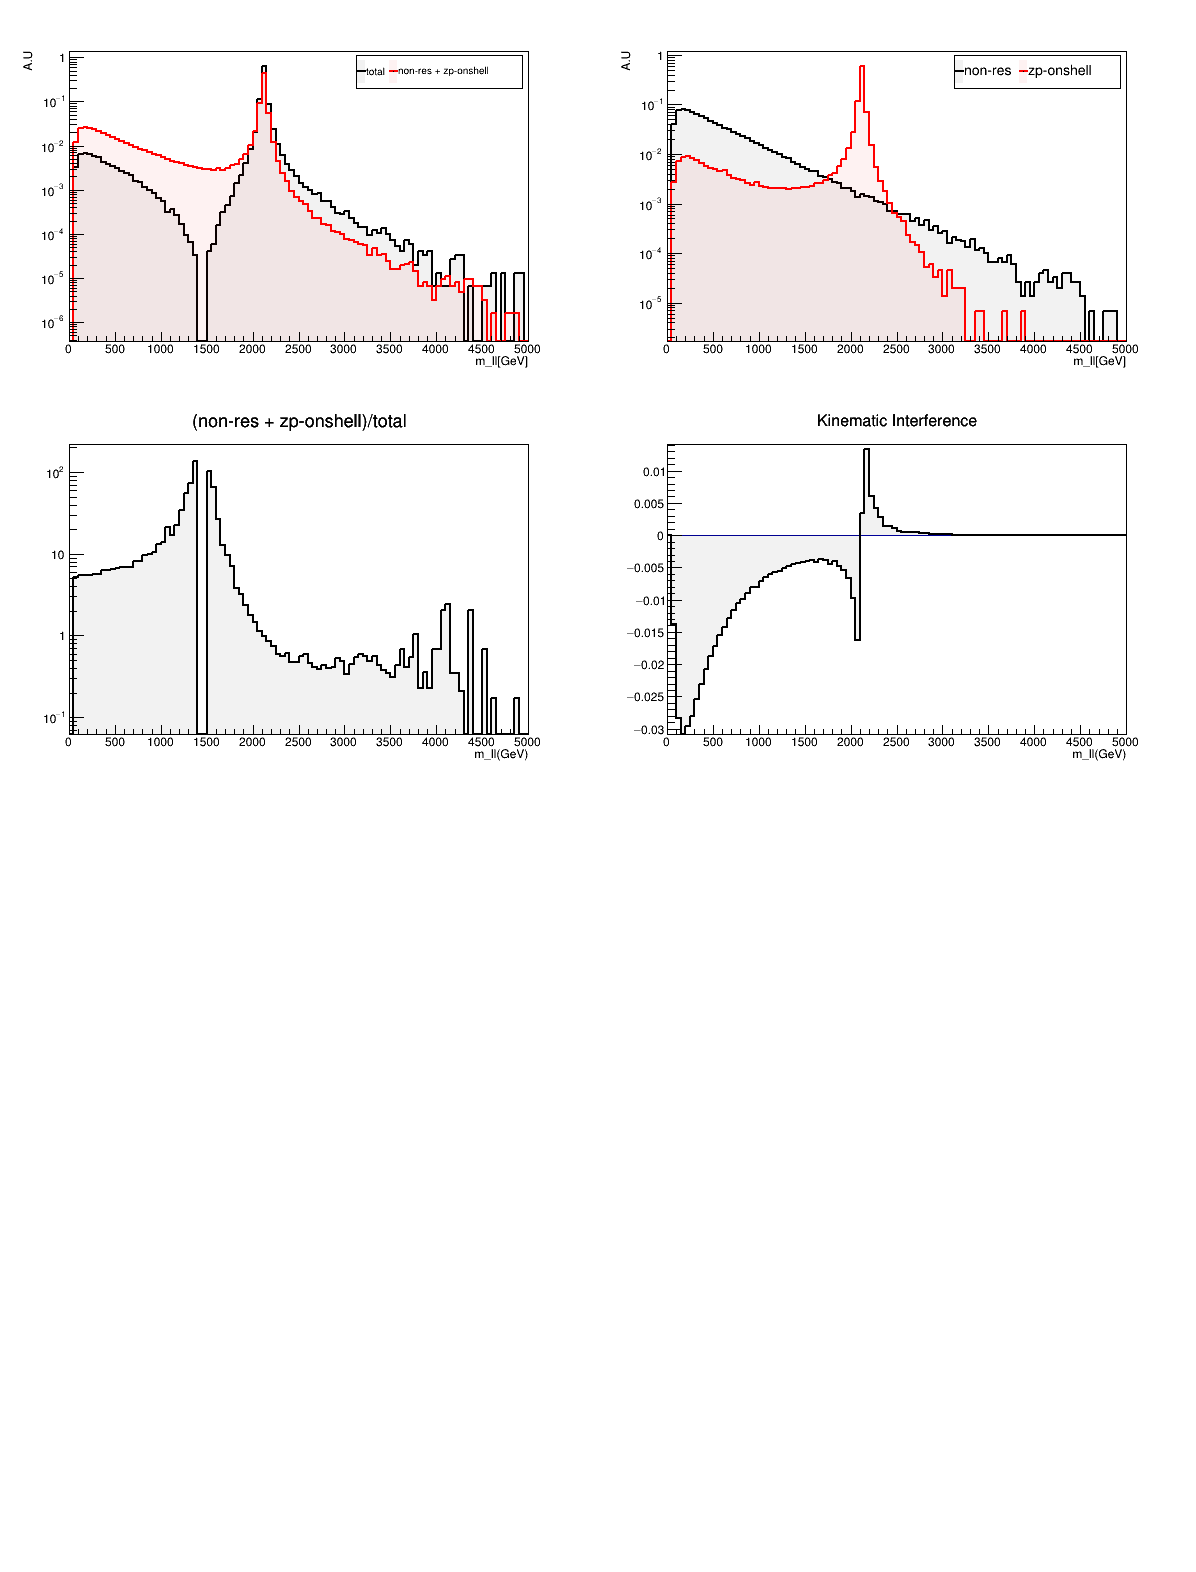 A.U
total non-res + zp-onshell
1
10⁻¹
10⁻²
10⁻³
10⁻⁴
10⁻⁵
10⁻⁶
0 500 1000 1500 2000 2500 3000 3500 4000 4500 5000
m_ll[GeV]
A.U
non-res zp-onshell
1
10⁻¹
10⁻²
10⁻³
10⁻⁴
10⁻⁵
0 500 1000 1500 2000 2500 3000 3500 4000 4500 5000
m_ll[GeV]
(non-res + zp-onshell)/total
10²
10
1
10⁻¹
0 500 1000 1500 2000 2500 3000 3500 4000 4500 5000
m_ll(GeV)
Kinematic Interference
0.01
0.005
0
−0.005
−0.01
−0.015
−0.02
−0.025
−0.03
0 500 1000 1500 2000 2500 3000 3500 4000 4500 5000
m_ll(GeV)